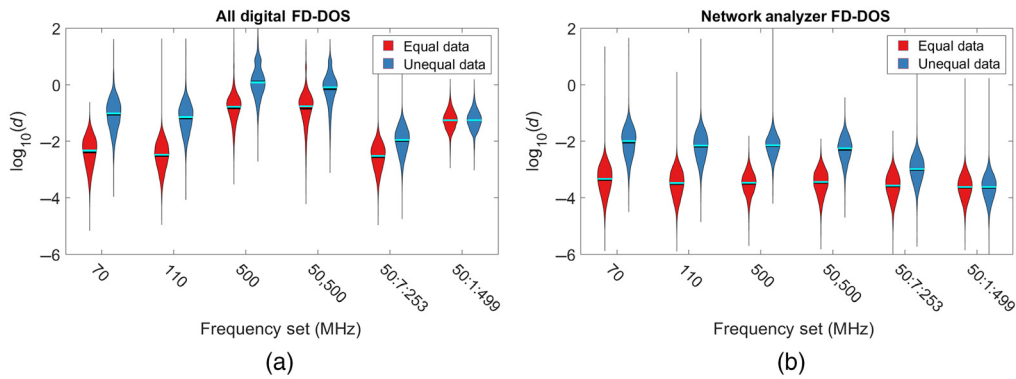 All digital FD-DOS
Equal data
Unequal data
log10(d)
2
0
−2
−4
−6
70
110
500
50,500
50:7:253
50:1:499
Frequency set (MHz)
(a)
Network analyzer FD-DOS
Equal data
Unequal data
log10(d)
2
0
−2
−4
−6
70
110
500
50,500
50:7:253
50:1:499
Frequency set (MHz)
(b)